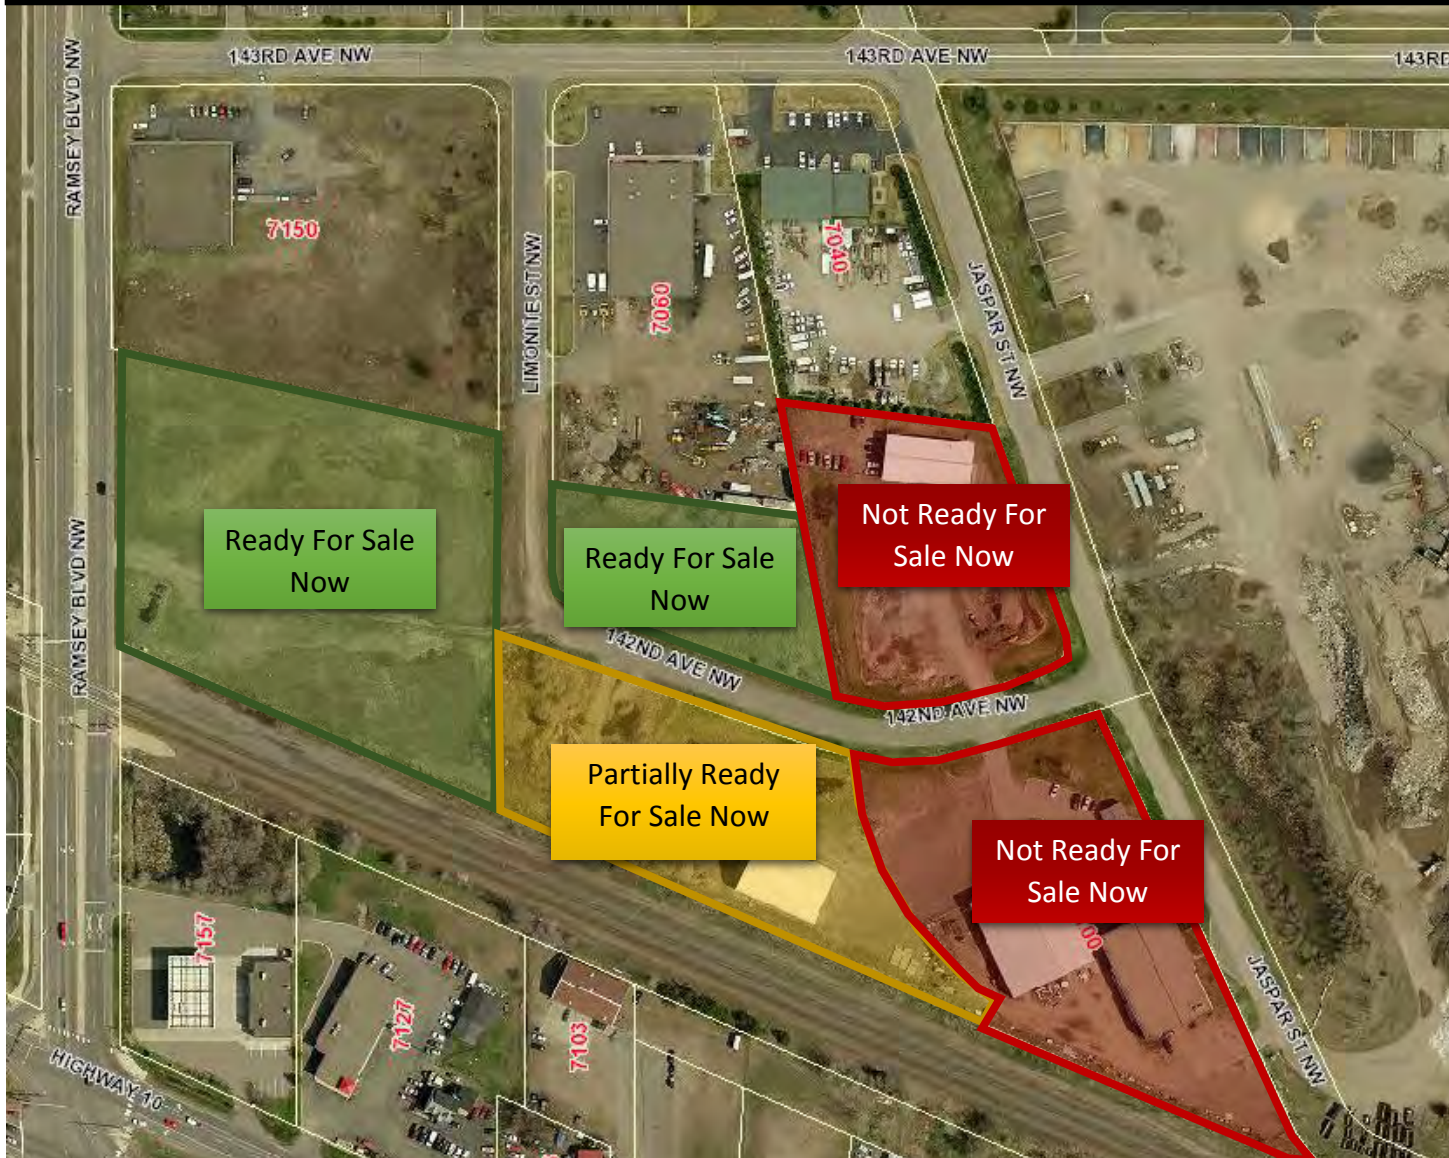 143RD AVE NW
143RD AVE NW
143RD
RAMSEY BLVD NW
7150
LIMONITE ST NW
7060
7040
JASPAR ST NW
Ready For Sale
Now
Ready For Sale
Now
Not Ready For
Sale Now
RAMSEY BLVD NW
142ND AVE NW
142ND AVE NW
Partially Ready
For Sale Now
Not Ready For
Sale Now
00
7157
7127
7103
JASPAR ST NW
HIGHWAY 10